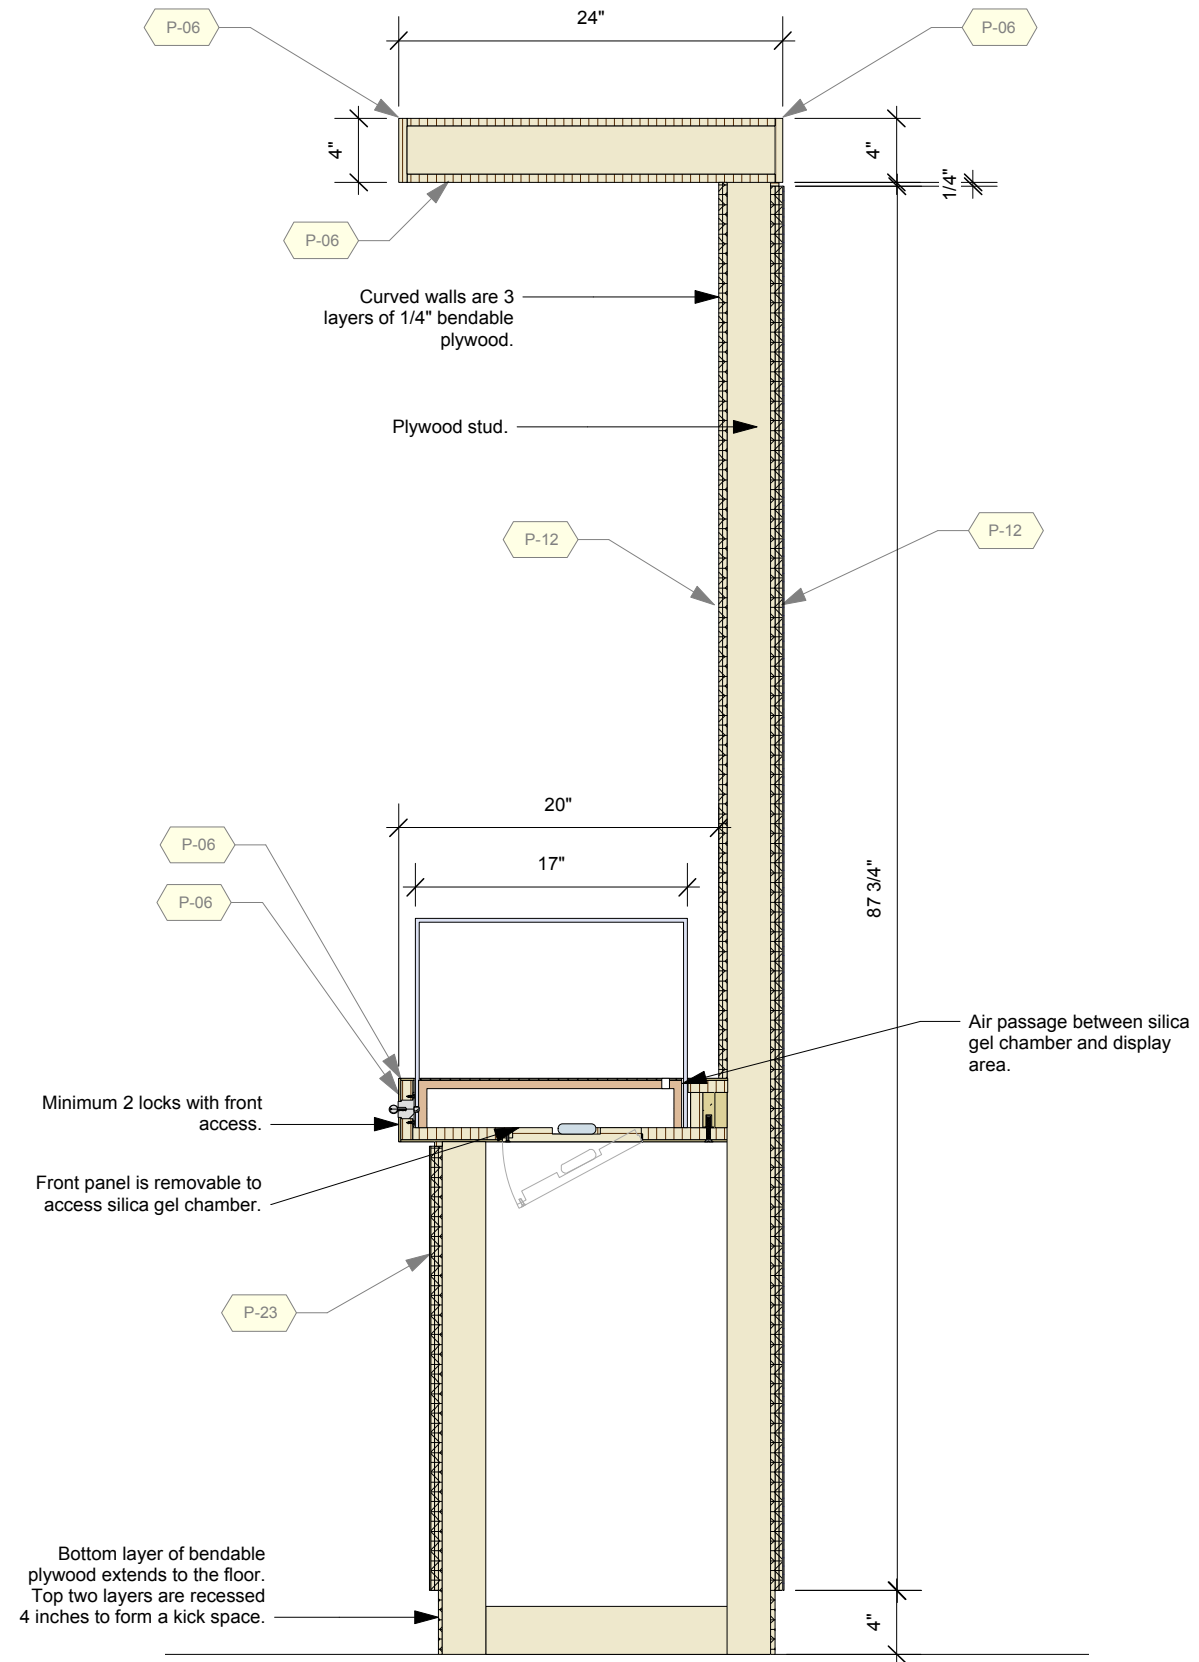 P-06
24"
P-06
4"
4"
1/4"
P-06
Curved walls are 3
layers of 1/4" bendable
plywood.
Plywood stud.
P-12
P-12
20"
P-06
17"
87 3/4"
P-06
Air passage between silica
gel chamber and display
area.
Minimum 2 locks with front
access.
Front panel is removable to
access silica gel chamber.
P-23
Bottom layer of bendable
plywood extends to the floor.
Top two layers are recessed
4 inches to form a kick space.
4"